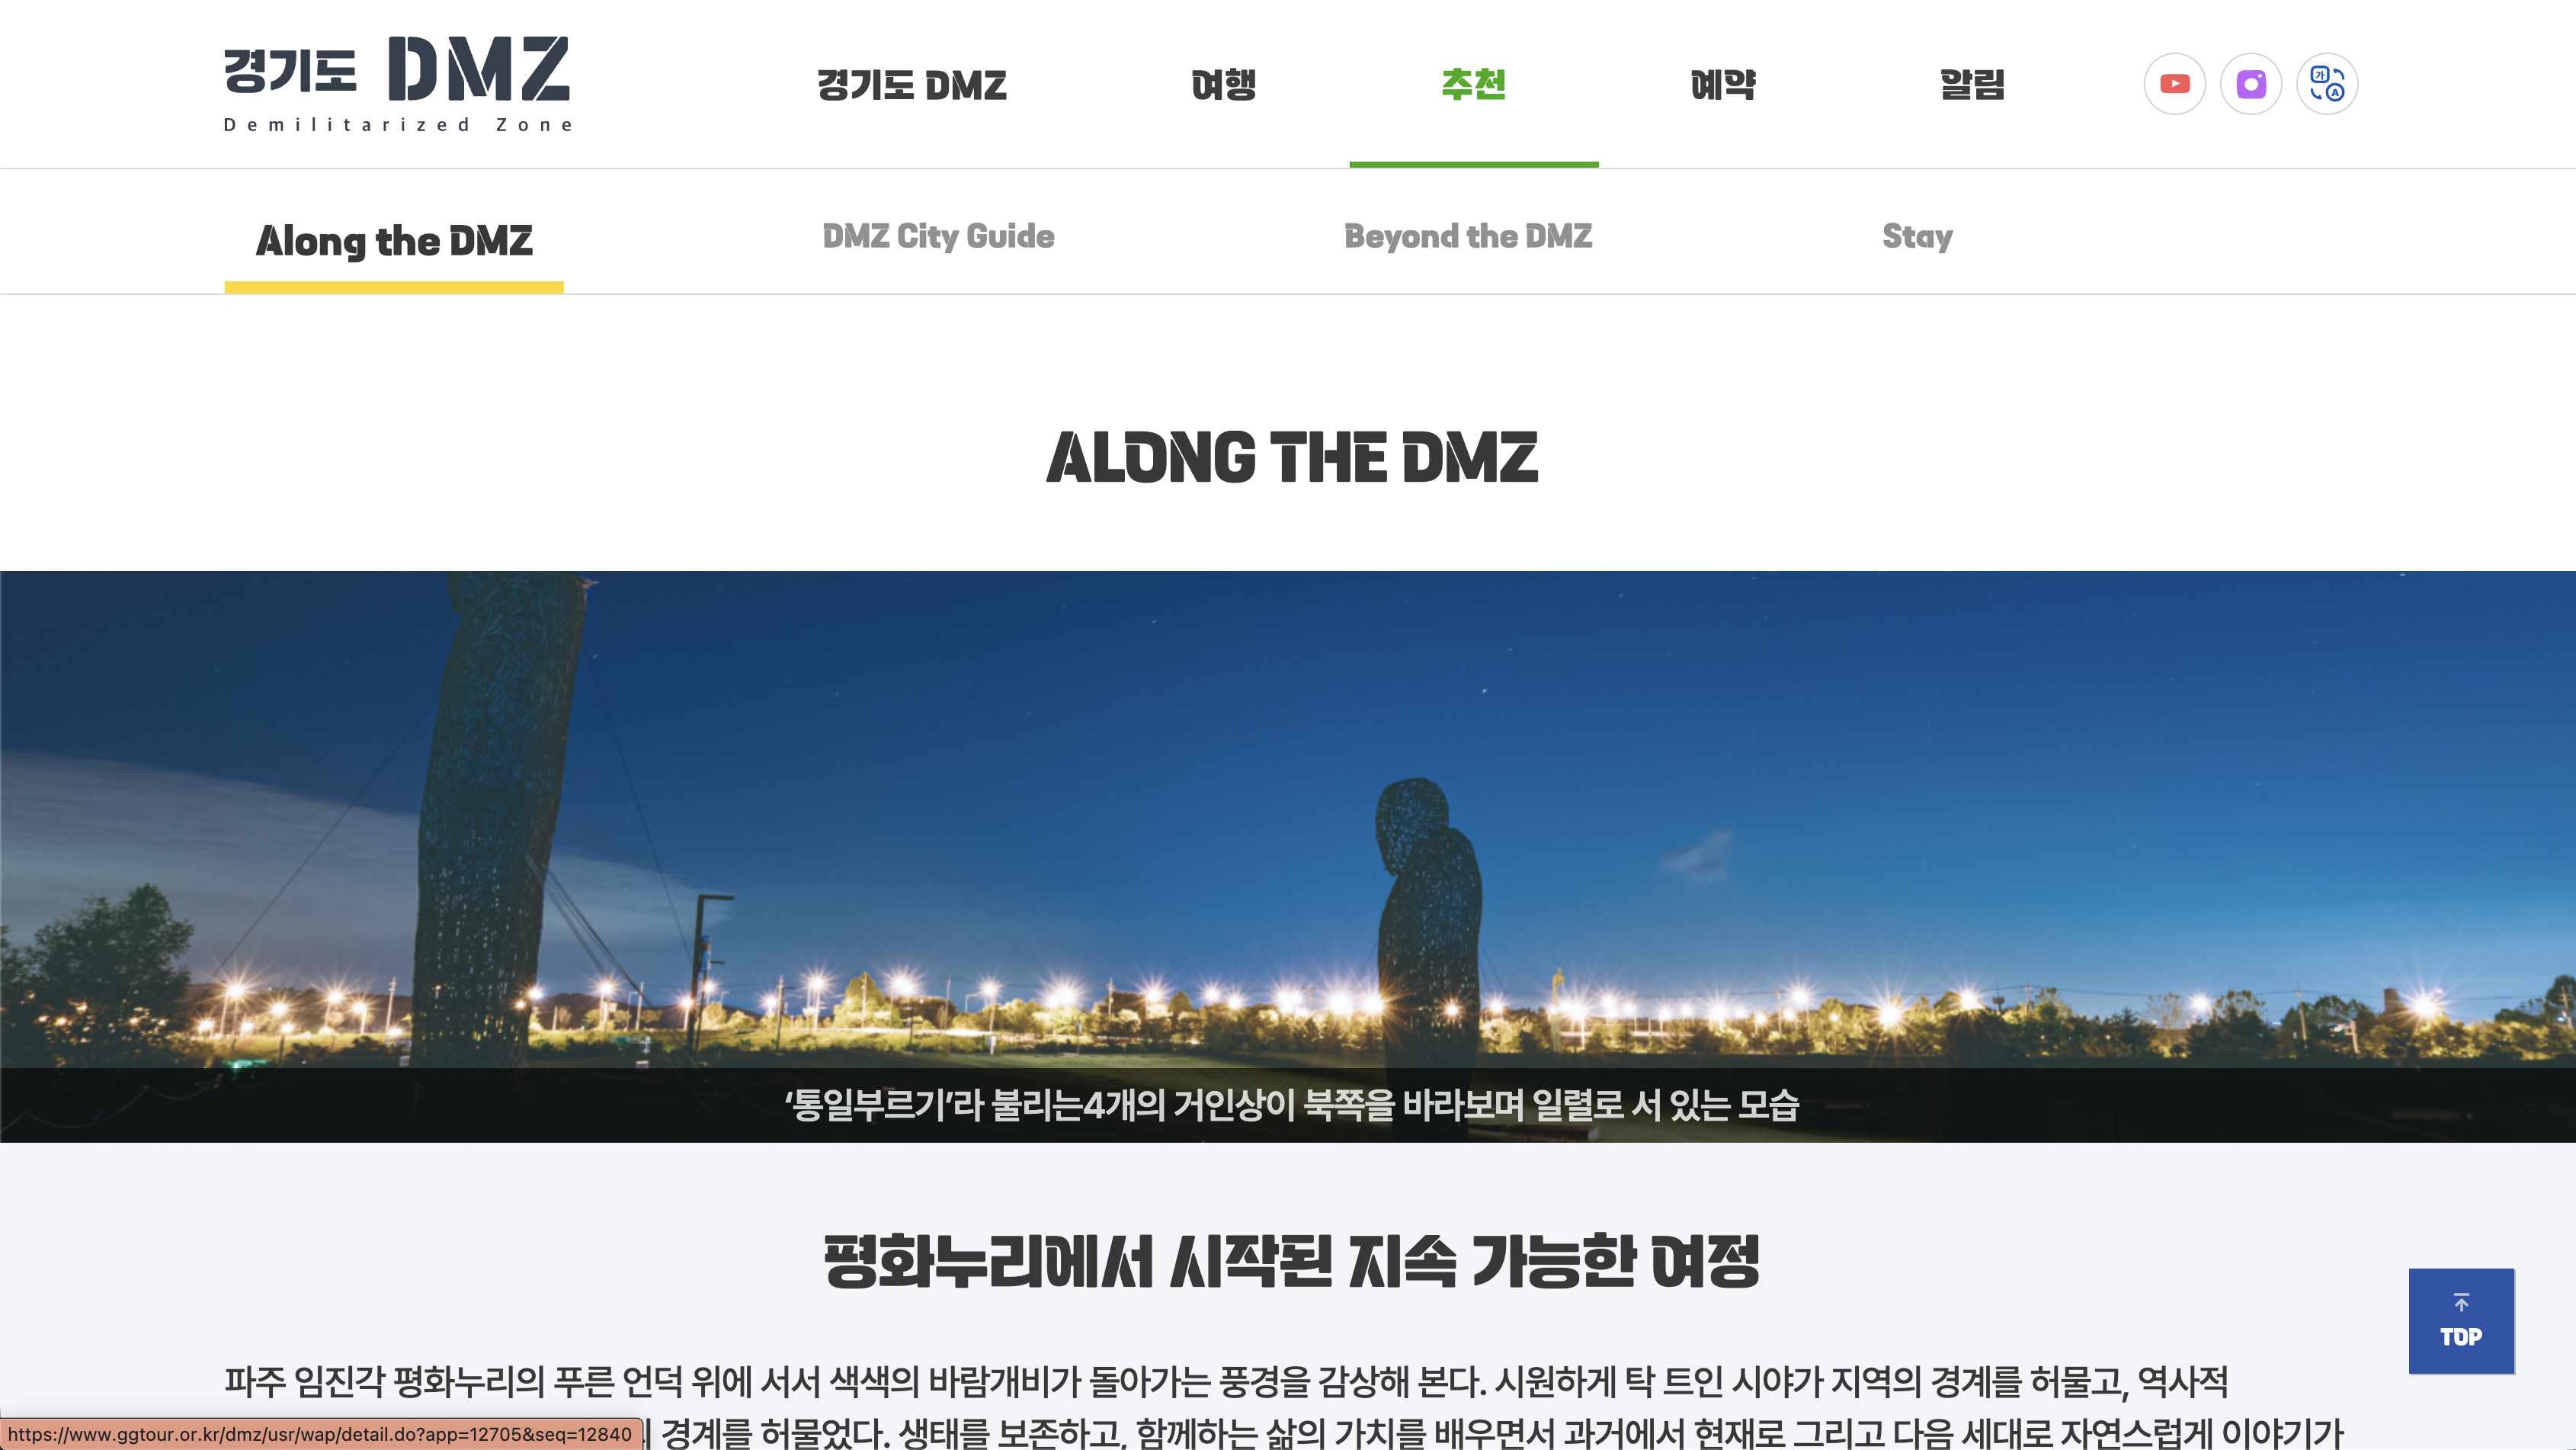 경기도 DMZ
Demilitarized Zone
경기도 DMZ
여행
추천
예약
알림
가
A
Along the DMZ
DMZ City Guide
Beyond the DMZ
Stay
ALONG THE DMZ
‘통일부르기’라 불리는4개의 거인상이 북쪽을 바라보며 일렬로 서 있는 모습
평화누리에서 시작된 지속 가능한 여정
파주 임진각 평화누리의 푸른 언덕 위에 서서 색색의 바람개비가 돌아가는 풍경을 감상해 본다. 시원하게 탁 트인 시야가 지역의 경계를 허물고, 역사적
경계를 허물었다. 생태를 보존하고, 함께하는 삶의 가치를 배우면서 과거에서 현재로 그리고 다음 세대로 자연스럽게 이야기가
TOP
https://www.ggtour.or.kr/dmz/usr/wap/detail.do?app=12705&seq=12840